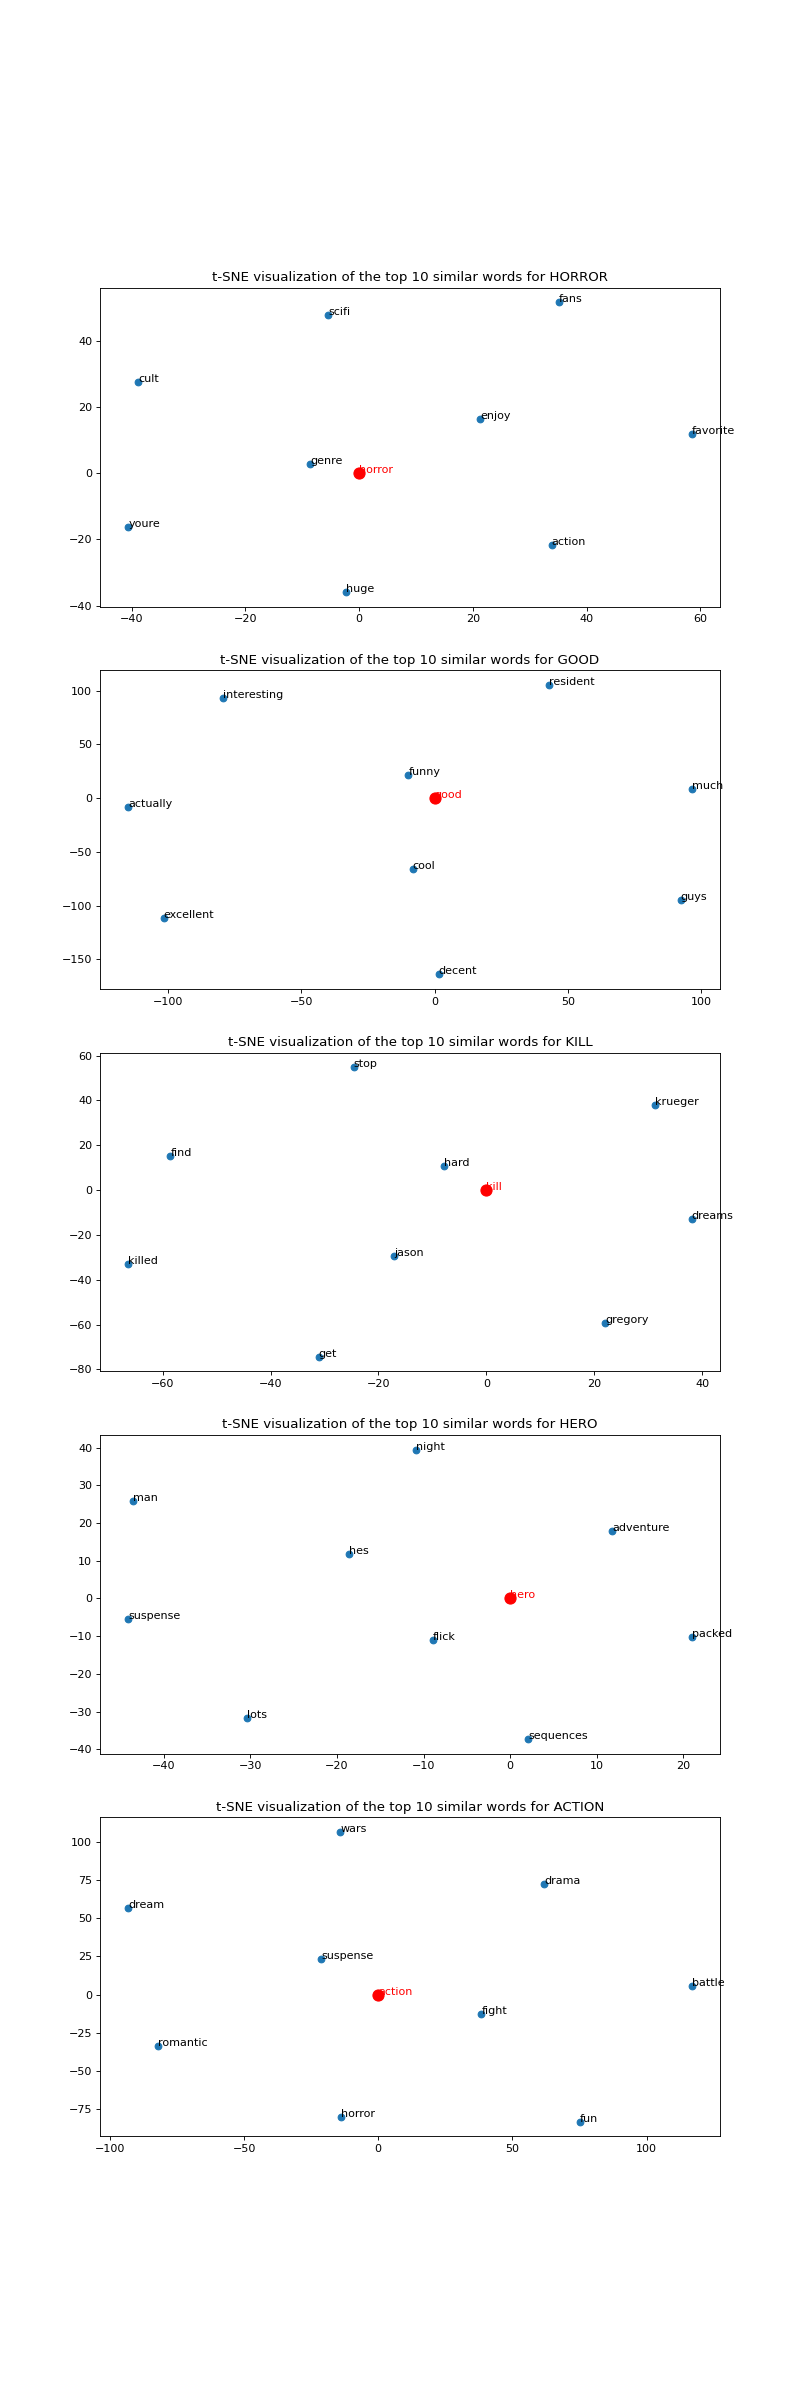 t-SNE visualization of the top 10 similar words for HORROR
fans
scifi
40
cult
20
enjoy
favorite
genre
horror
0
youre
action
−20
huge
−40
−40 −20 0 20 40 60
t-SNE visualization of the top 10 similar words for GOOD
resident
interesting
100
50
funny
much
good
0
actually
−50
cool
guys
−100
excellent
decent
−150
−100 −50 0 50 100
t-SNE visualization of the top 10 similar words for KILL
60
stop
krueger
40
find
20
hard
kill
0
dreams
−20
jason
killed
−40
gregory
−60
get
−80
−60 −40 −20 0 20 40
t-SNE visualization of the top 10 similar words for HERO
night
40
30
man
adventure
20
hes
10
hero
0
suspense
packed
flick
−10
−20
lots
−30
sequences
−40
−40 −30 −20 −10 0 10 20
t-SNE visualization of the top 10 similar words for ACTION
wars
100
drama
75
dream
50
suspense
25
battle
action
0
fight
−25
romantic
−50
−75
horror
fun
−100 −50 0 50 100